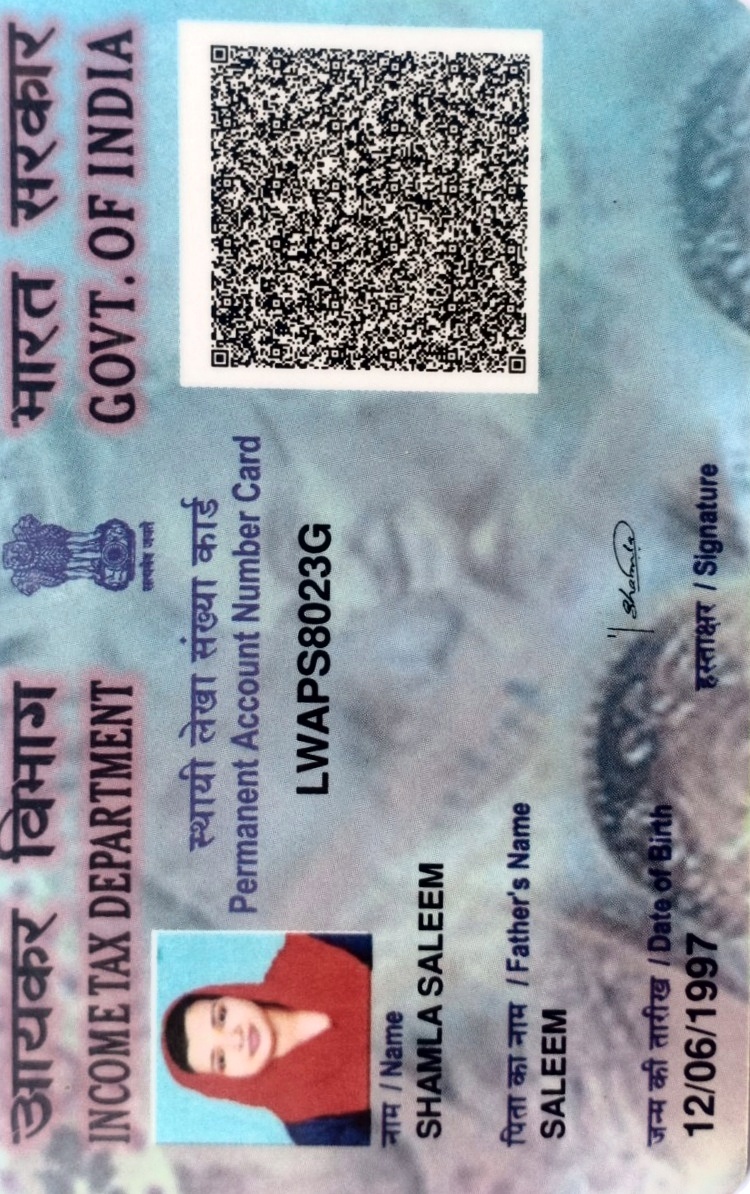 आयकर विभाग
INCOME TAX DEPARTMENT
सत्यमेव जयते
भारत सरकार
GOVT. OF INDIA
स्थायी लेखा संख्या कार्ड
Permanent Account Number Card
LWAPS8023G
नाम / Name
SHAMLA SALEEM
पिता का नाम / Father's Name
SALEEM
जन्म की तारीख / Date of Birth
12/06/1997
Shamla
हस्ताक्षर / Signature